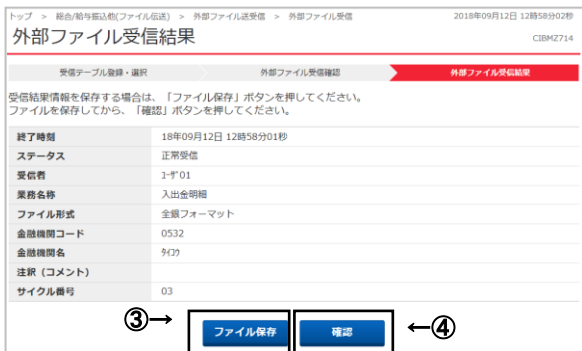 トップ > 総合/給与振込他(ファイル伝送) > 外部ファイル送受信 > 外部ファイル受信 2018年09月12日 12時58分02秒
外部ファイル受信結果 CIBMZ714
受信テーブル登録・選択 外部ファイル受信確認 外部ファイル受信結果
受信結果情報を保存する場合は、「ファイル保存」ボタンを押してください。
ファイルを保存してから、「確認」ボタンを押してください。
終了時刻 18年09月12日 12時58分01秒
ステータス 正常受信
受信者 ﾕｰｻﾞ01
業務名称 入出金明細
ファイル形式 全銀フォーマット
金融機関コード 0532
金融機関名 ﾀｲｺｳ
注釈（コメント）
サイクル番号 03
③→ ファイル保存 確認 ←④